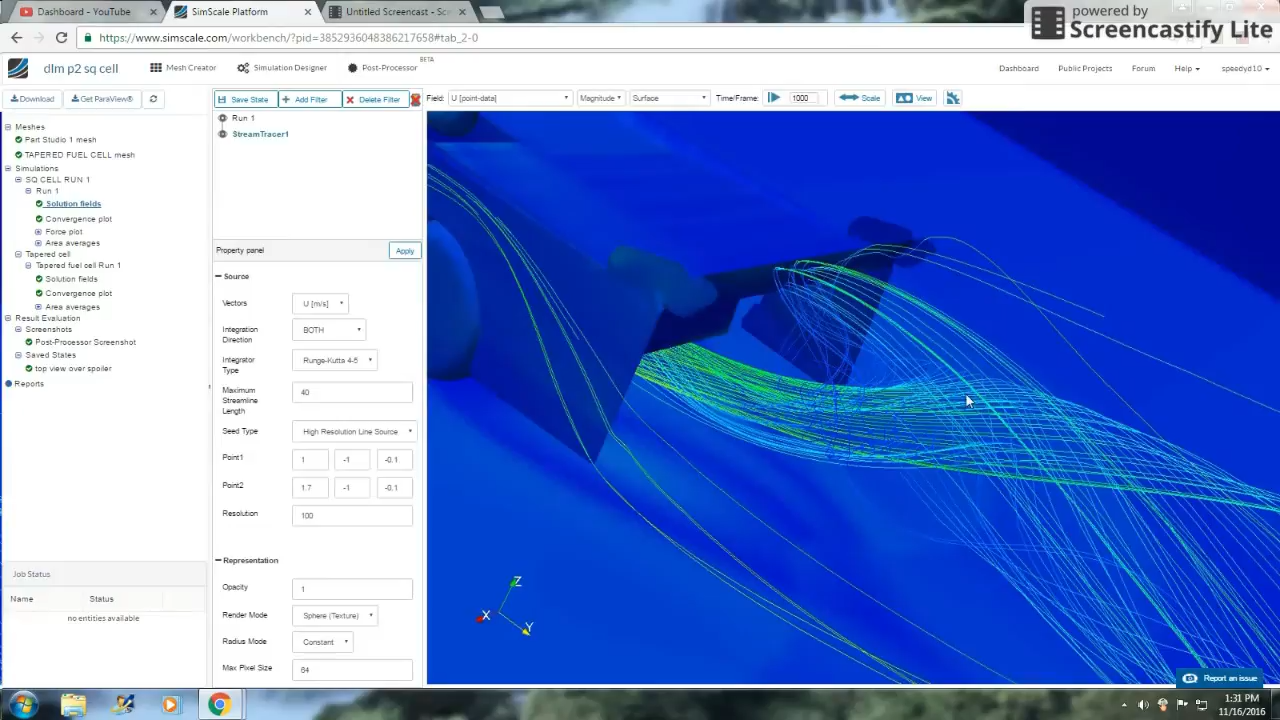 Dashboard - YouTube
SimScale Platform
Untitled Screencast - Sc
powered by
Screencastify Lite
https://www.simscale.com/workbench/?pid=3852936048386217658#tab_2-0
dlm p2 sq cell
Mesh Creator
Simulation Designer
Post-Processor
BETA
Dashboard
Public Projects
Forum
Help
speedyd10
Download
Get ParaView®
Save State
Add Filter
Delete Filter
Field:
U [point-data]
Magnitude
Surface
Time/Frame:
1000
Scale
View
Meshes
Part Studio 1 mesh
TAPERED FUEL CELL mesh
Simulations
SQ CELL RUN 1
Run 1
Solution fields
Convergence plot
Force plot
Area averages
Tapered cell
Tapered fuel cell Run 1
Solution fields
Convergence plot
Area averages
Result Evaluation
Screenshots
Post-Processor Screenshot
Saved States
top view over spoiler
Reports
Job Status
Name
Status
no entities available
Run 1
StreamTracer1
Property panel
Apply
Source
Vectors
U [m/s]
Integration Direction
BOTH
Integrator Type
Runge-Kutta 4-5
Maximum Streamline Length
40
Seed Type
High Resolution Line Source
Point1
1
-1
-0.1
Point2
1.7
-1
-0.1
Resolution
100
Representation
Opacity
1
Render Mode
Sphere (Texture)
Radius Mode
Constant
Max Pixel Size
64
Z
X
Y
Report an issue
1:31 PM
11/16/2016